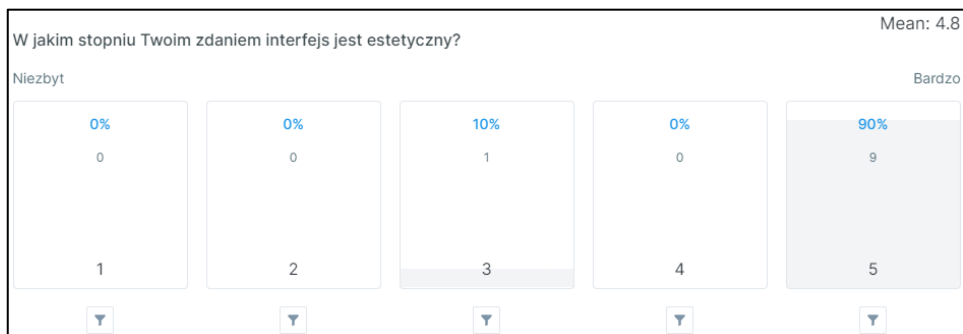 Mean: 4.8
W jakim stopniu Twoim zdaniem interfejs jest estetyczny?
Niezbyt Bardzo
0% 0% 10% 0% 90%
0 0 1 0 9
1 2 3 4 5